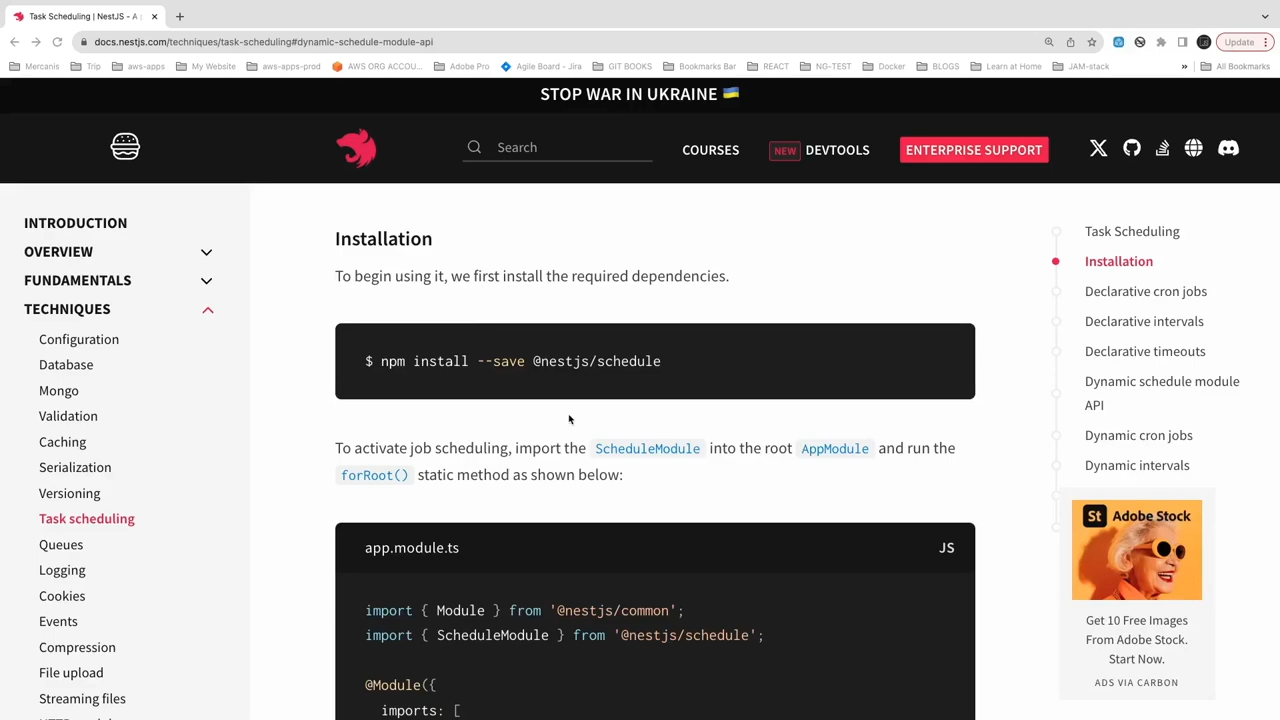 Task Scheduling | NestJS - A
docs.nestjs.com/techniques/task-scheduling#dynamic-schedule-module-api
Update
Mercanis
Trip
aws-apps
My Website
aws-apps-prod
AWS ORG ACCOU...
Adobe Pro
Agile Board - Jira
GIT BOOKS
Bookmarks Bar
REACT
NG-TEST
Docker
BLOGS
Learn at Home
JAM-stack
»
All Bookmarks
STOP WAR IN UKRAINE 🇺🇦
Search
COURSES
NEW DEVTOOLS
ENTERPRISE SUPPORT
INTRODUCTION
OVERVIEW
FUNDAMENTALS
TECHNIQUES
Configuration
Database
Mongo
Validation
Caching
Serialization
Versioning
Task scheduling
Queues
Logging
Cookies
Events
Compression
File upload
Streaming files
Installation
To begin using it, we first install the required dependencies.
$ npm install --save @nestjs/schedule
To activate job scheduling, import the ScheduleModule into the root AppModule and run the
forRoot() static method as shown below:
app.module.ts
JS
import { Module } from '@nestjs/common';
import { ScheduleModule } from '@nestjs/schedule';
@Module({
imports: [
Task Scheduling
Installation
Declarative cron jobs
Declarative intervals
Declarative timeouts
Dynamic schedule module
API
Dynamic cron jobs
Dynamic intervals
St Adobe Stock
Get 10 Free Images
From Adobe Stock.
Start Now.
ADS VIA CARBON